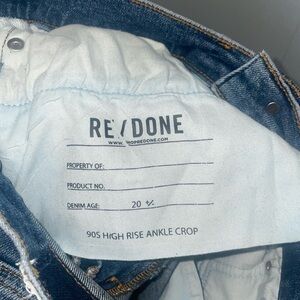 RE/DONE
PROPERTY OF:
PRODUCT NO.
DENIM AGE: 20 +/-
90S HIGH RISE ANKLE CROP